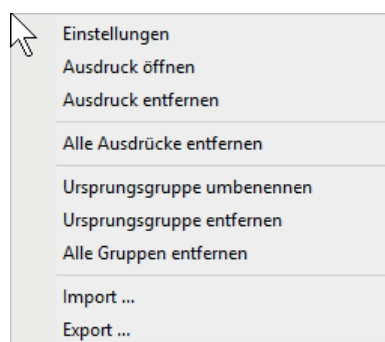 Einstellungen
Ausdruck öffnen
Ausdruck entfernen
Alle Ausdrücke entfernen
Ursprungsgruppe umbenennen
Ursprungsgruppe entfernen
Alle Gruppen entfernen
Import ...
Export ...